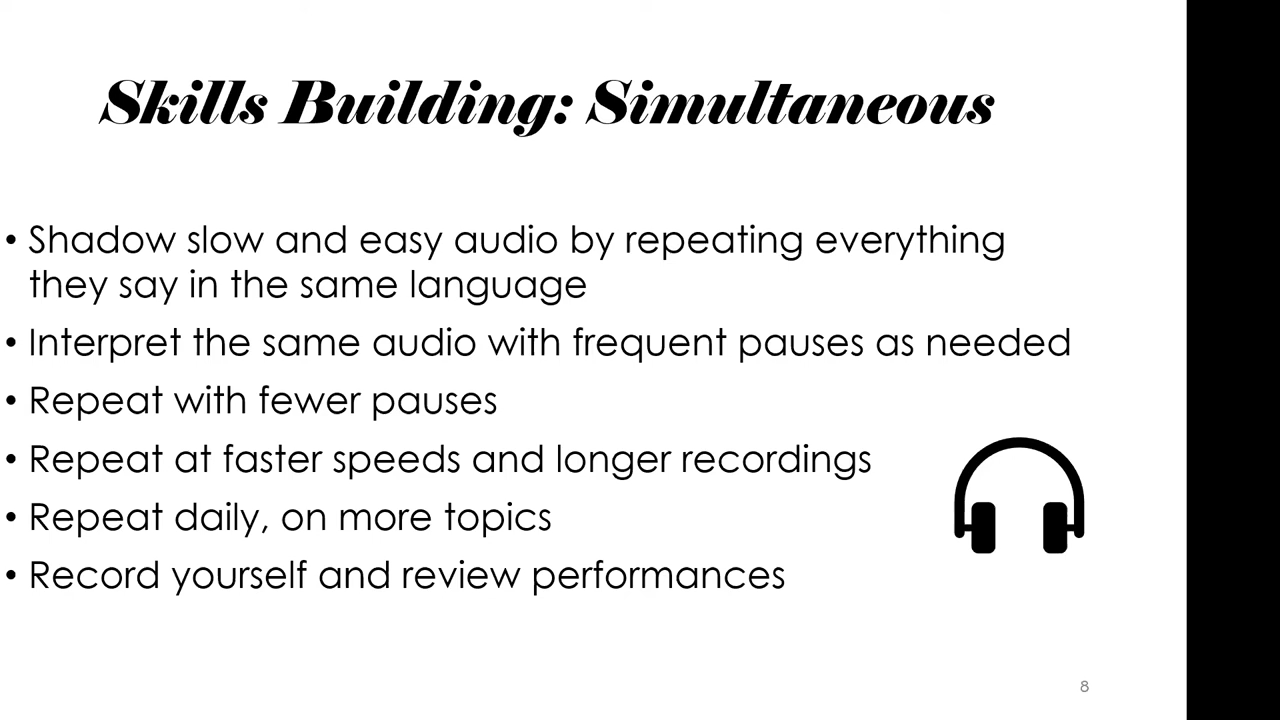 Skills Building: Simultaneous
• Shadow slow and easy audio by repeating everything
they say in the same language
• Interpret the same audio with frequent pauses as needed
• Repeat with fewer pauses
• Repeat at faster speeds and longer recordings
• Repeat daily, on more topics
• Record yourself and review performances
8